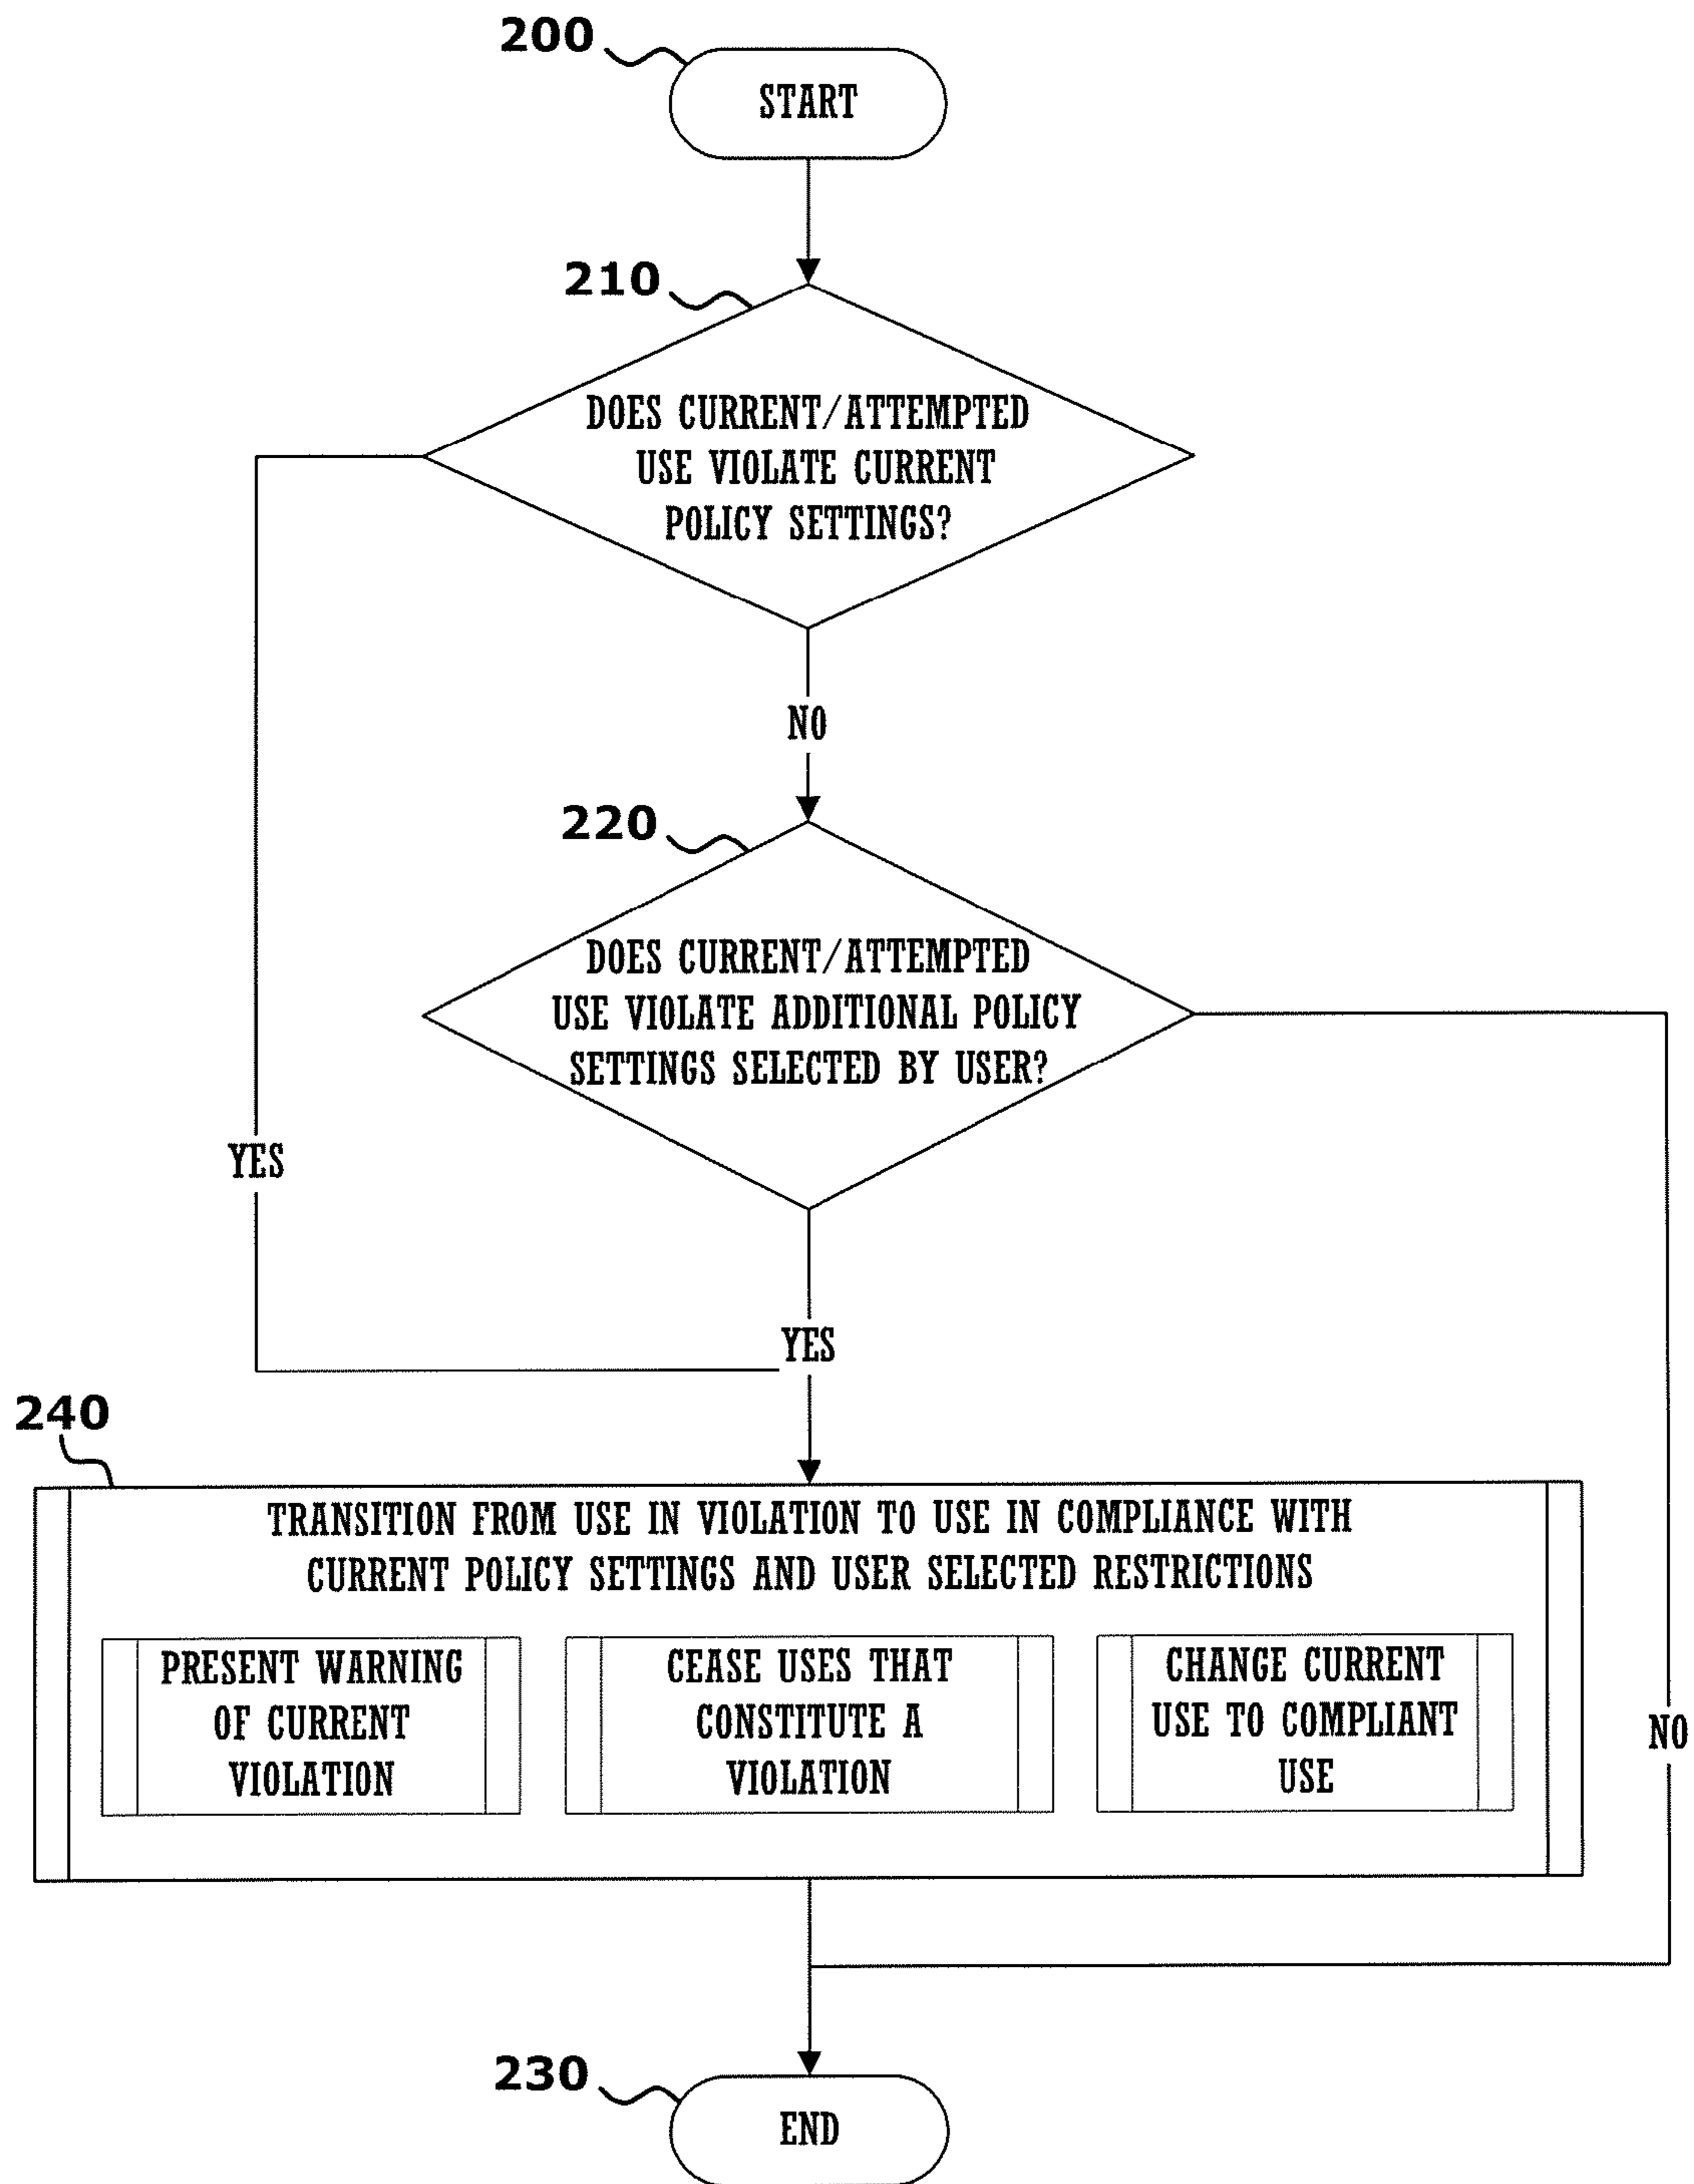 200
START
210
DOES CURRENT/ATTEMPTED
USE VIOLATE CURRENT
POLICY SETTINGS?
NO
220
DOES CURRENT/ATTEMPTED
USE VIOLATE ADDITIONAL POLICY
SETTINGS SELECTED BY USER?
YES
YES
240
TRANSITION FROM USE IN VIOLATION TO USE IN COMPLIANCE WITH
CURRENT POLICY SETTINGS AND USER SELECTED RESTRICTIONS
PRESENT WARNING
OF CURRENT
VIOLATION
CEASE USES THAT
CONSTITUTE A
VIOLATION
CHANGE CURRENT
USE TO COMPLIANT
USE
NO
230
END